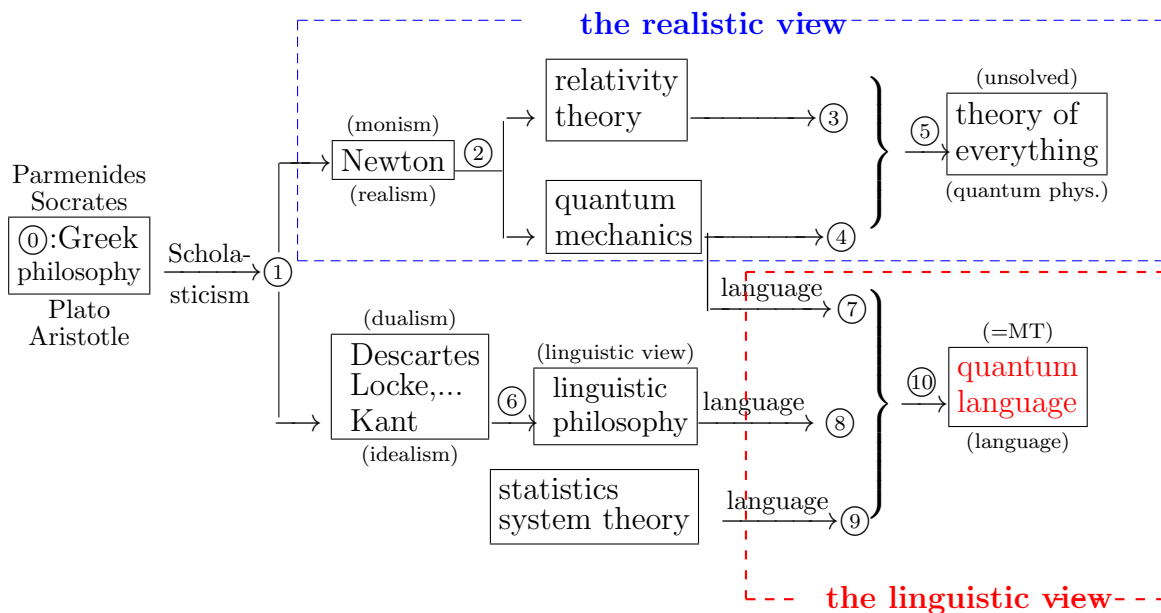 the realistic view
Parmenides
Socrates
⓪:Greek
philosophy
Plato
Aristotle
Schola-
sticism
①
(monism)
Newton
(realism)
②
relativity
theory
③
quantum
mechanics
④
⑤
(unsolved)
theory of
everything
(quantum phys.)
(dualism)
Descartes
Locke,...
Kant
(idealism)
⑥
(linguistic view)
linguistic
philosophy
language
⑦
language
⑧
statistics
system theory
language
⑨
⑩
(=MT)
quantum
language
(language)
the linguistic view